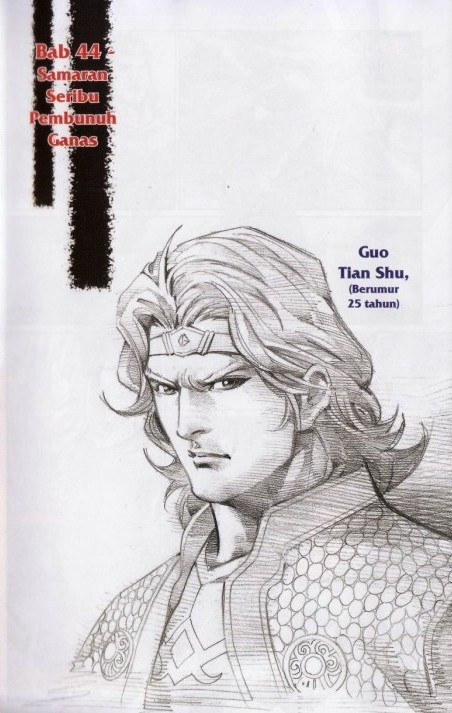 Bab 44 -
Samaran
Seribu
Pembunuh
Ganas
Guo
Tian Shu,
(Berumur
25 tahun)